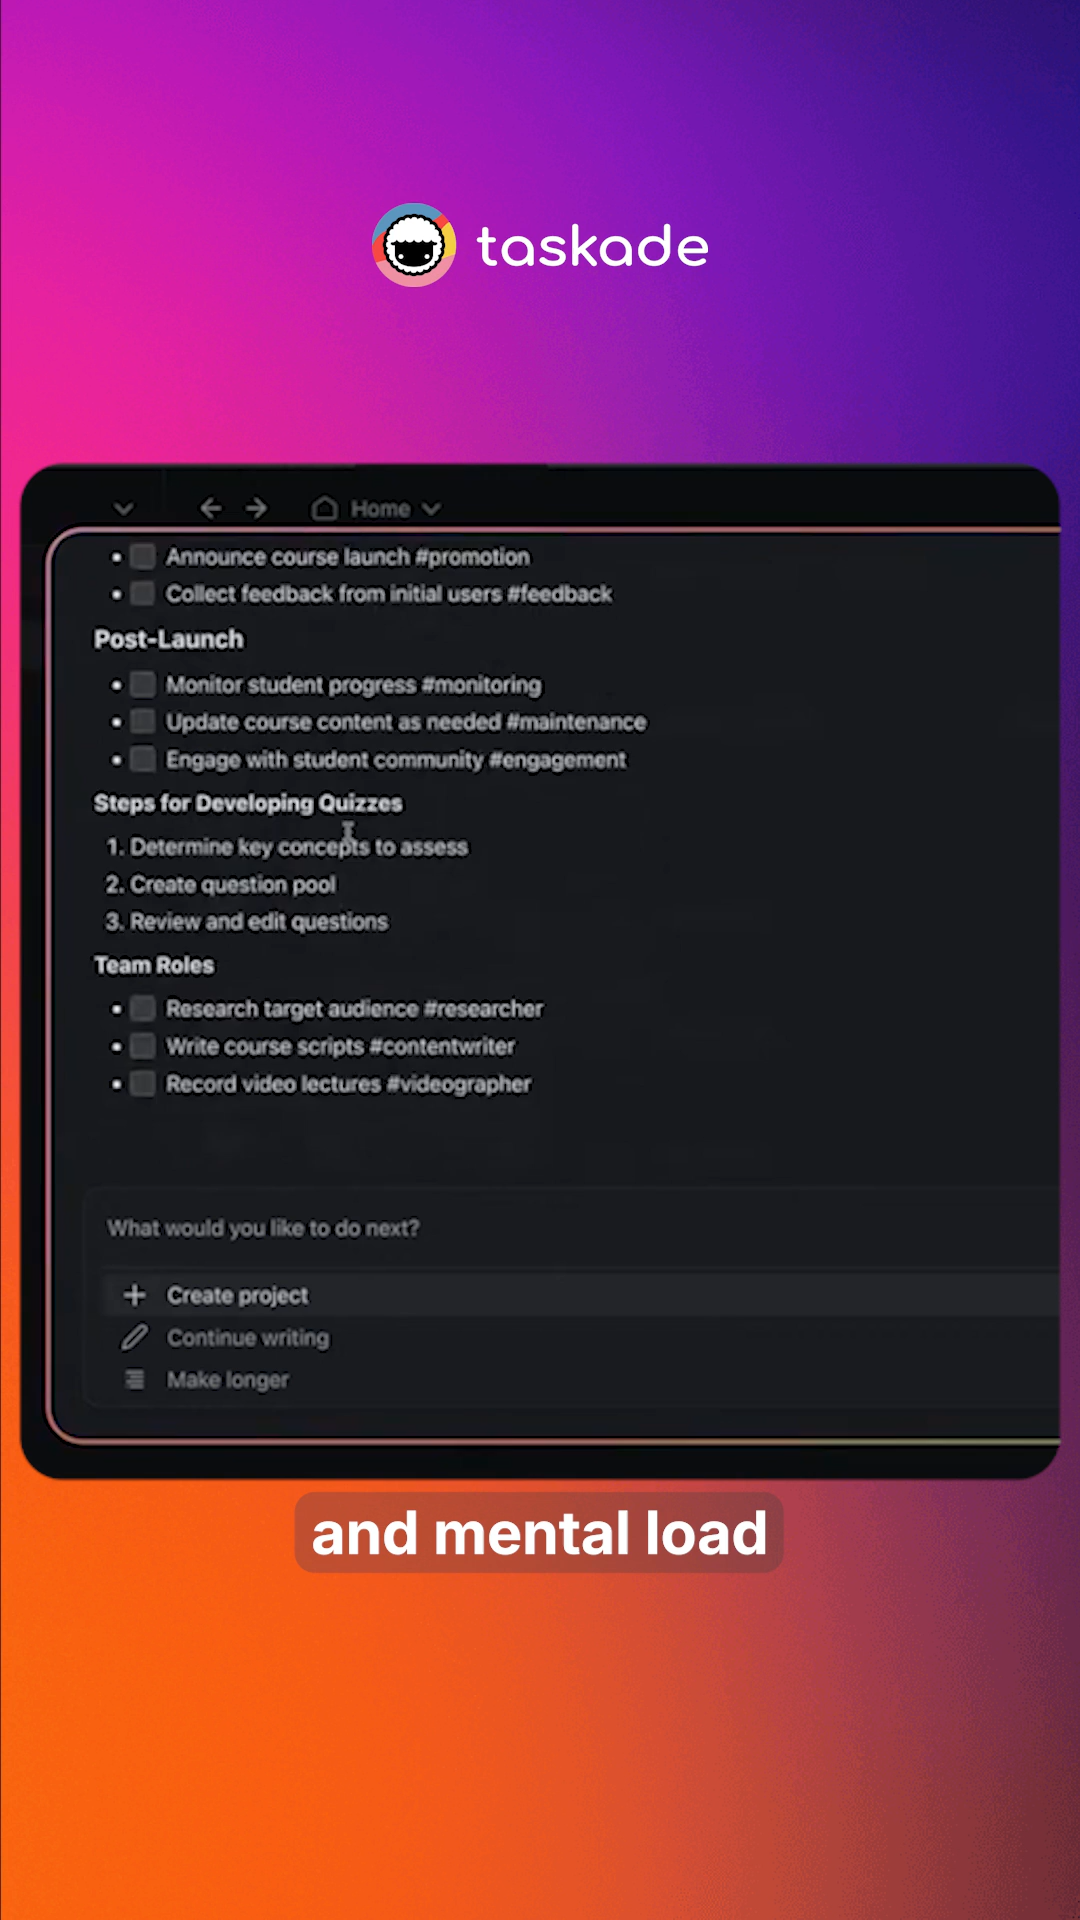 taskade
Home
Announce course launch #promotion
Collect feedback from initial users #feedback
Post-Launch
Monitor student progress #monitoring
Update course content as needed #maintenance
Engage with student community #engagement
Steps for Developing Quizzes
1. Determine key concepts to assess
2. Create question pool
3. Review and edit questions
Team Roles
Research target audience #researcher
Write course scripts #contentwriter
Record video lectures #videographer
What would you like to do next?
Create project
Continue writing
Make longer
and mental load